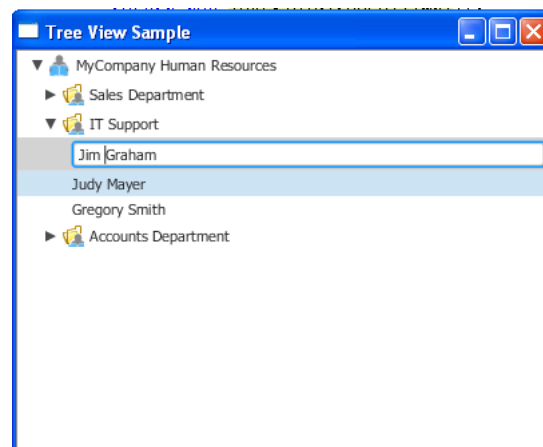 Tree View Sample
MyCompany Human Resources
Sales Department
IT Support
Jim Graham
Judy Mayer
Gregory Smith
Accounts Department